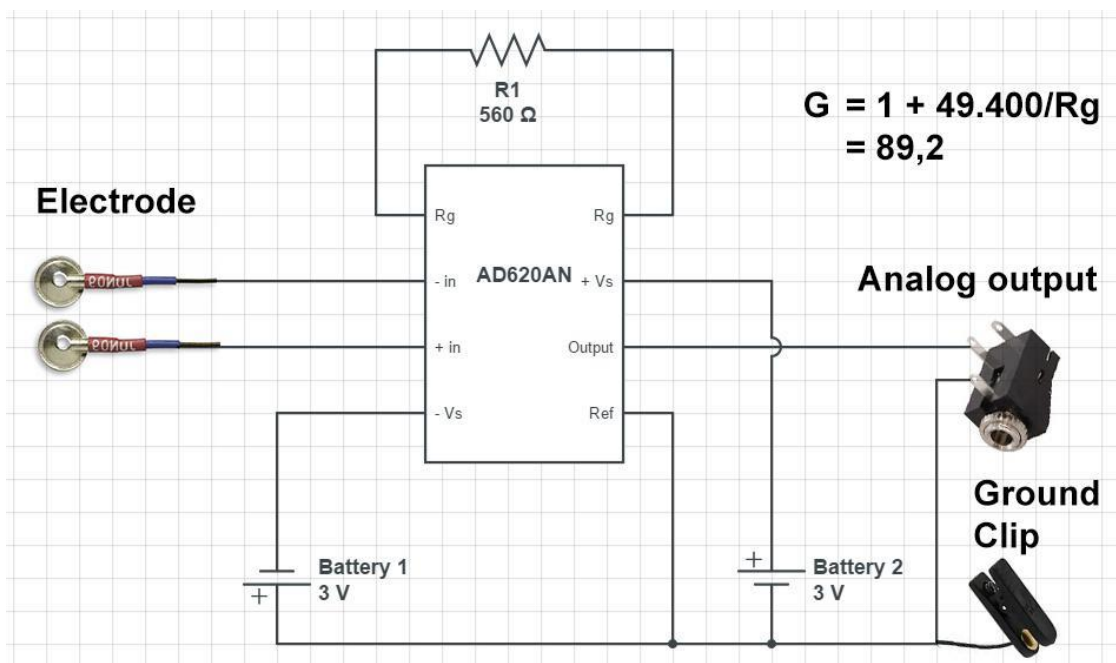 R1
560 Ω
G = 1 + 49.400/Rg
= 89,2
Electrode
Rg
Rg
- in
AD620AN
+ Vs
Analog output
+ in
Output
- Vs
Ref
Ground
Clip
+
Battery 1
3 V
+
Battery 2
3 V